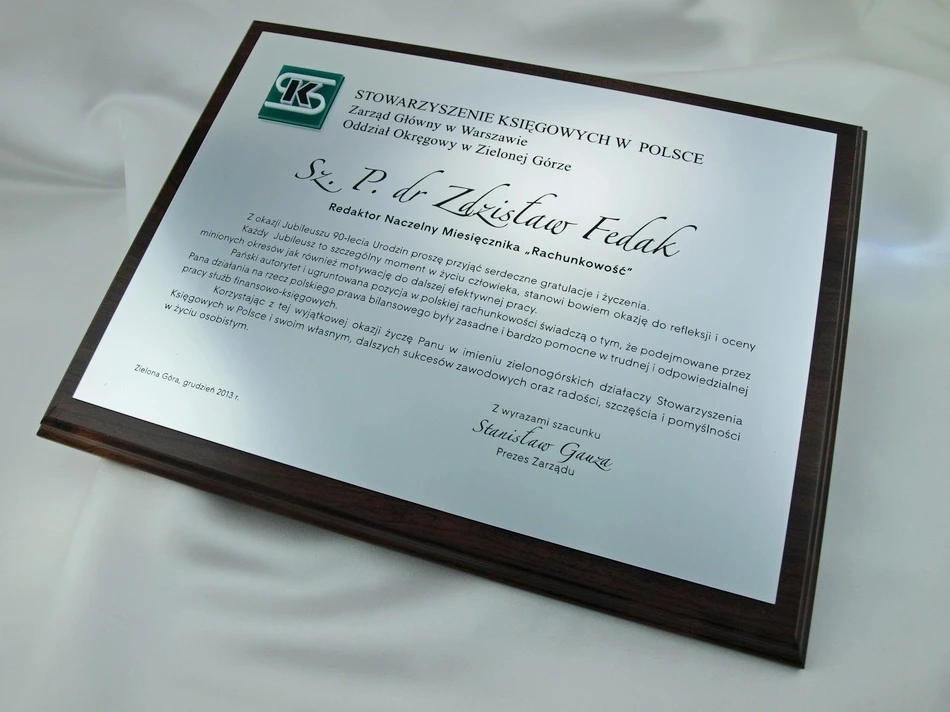 SKP
STOWARZYSZENIE KSIĘGOWYCH W POLSCE
Zarząd Główny w Warszawie
Oddział Okręgowy w Zielonej Górze
Sz. P. dr Zdzisław Fedak
Redaktor Naczelny Miesięcznika „Rachunkowość”
Z okazji Jubileuszu 90-lecia Urodzin proszę przyjąć serdeczne gratulacje i życzenia.
Każdy Jubileusz to szczególny moment w życiu człowieka, stanowi bowiem okazję do refleksji i oceny
minionych okresów jak również motywację do dalszej efektywnej pracy.
Pański autorytet i ugruntowana pozycja w polskiej rachunkowości świadczą o tym, że podejmowane przez
Pana działania na rzecz polskiego prawa bilansowego były zasadne i bardzo pomocne w trudnej i odpowiedzialnej
pracy służb finansowo-księgowych.
Korzystając z tej wyjątkowej okazji życzę Panu w imieniu zielonogórskich działaczy Stowarzyszenia
Księgowych w Polsce i swoim własnym, dalszych sukcesów zawodowych oraz radości, szczęścia i pomyślności
w życiu osobistym.
Zielona Góra, grudzień 2013 r.
Z wyrazami szacunku
Stanisław Gauza
Prezes Zarządu